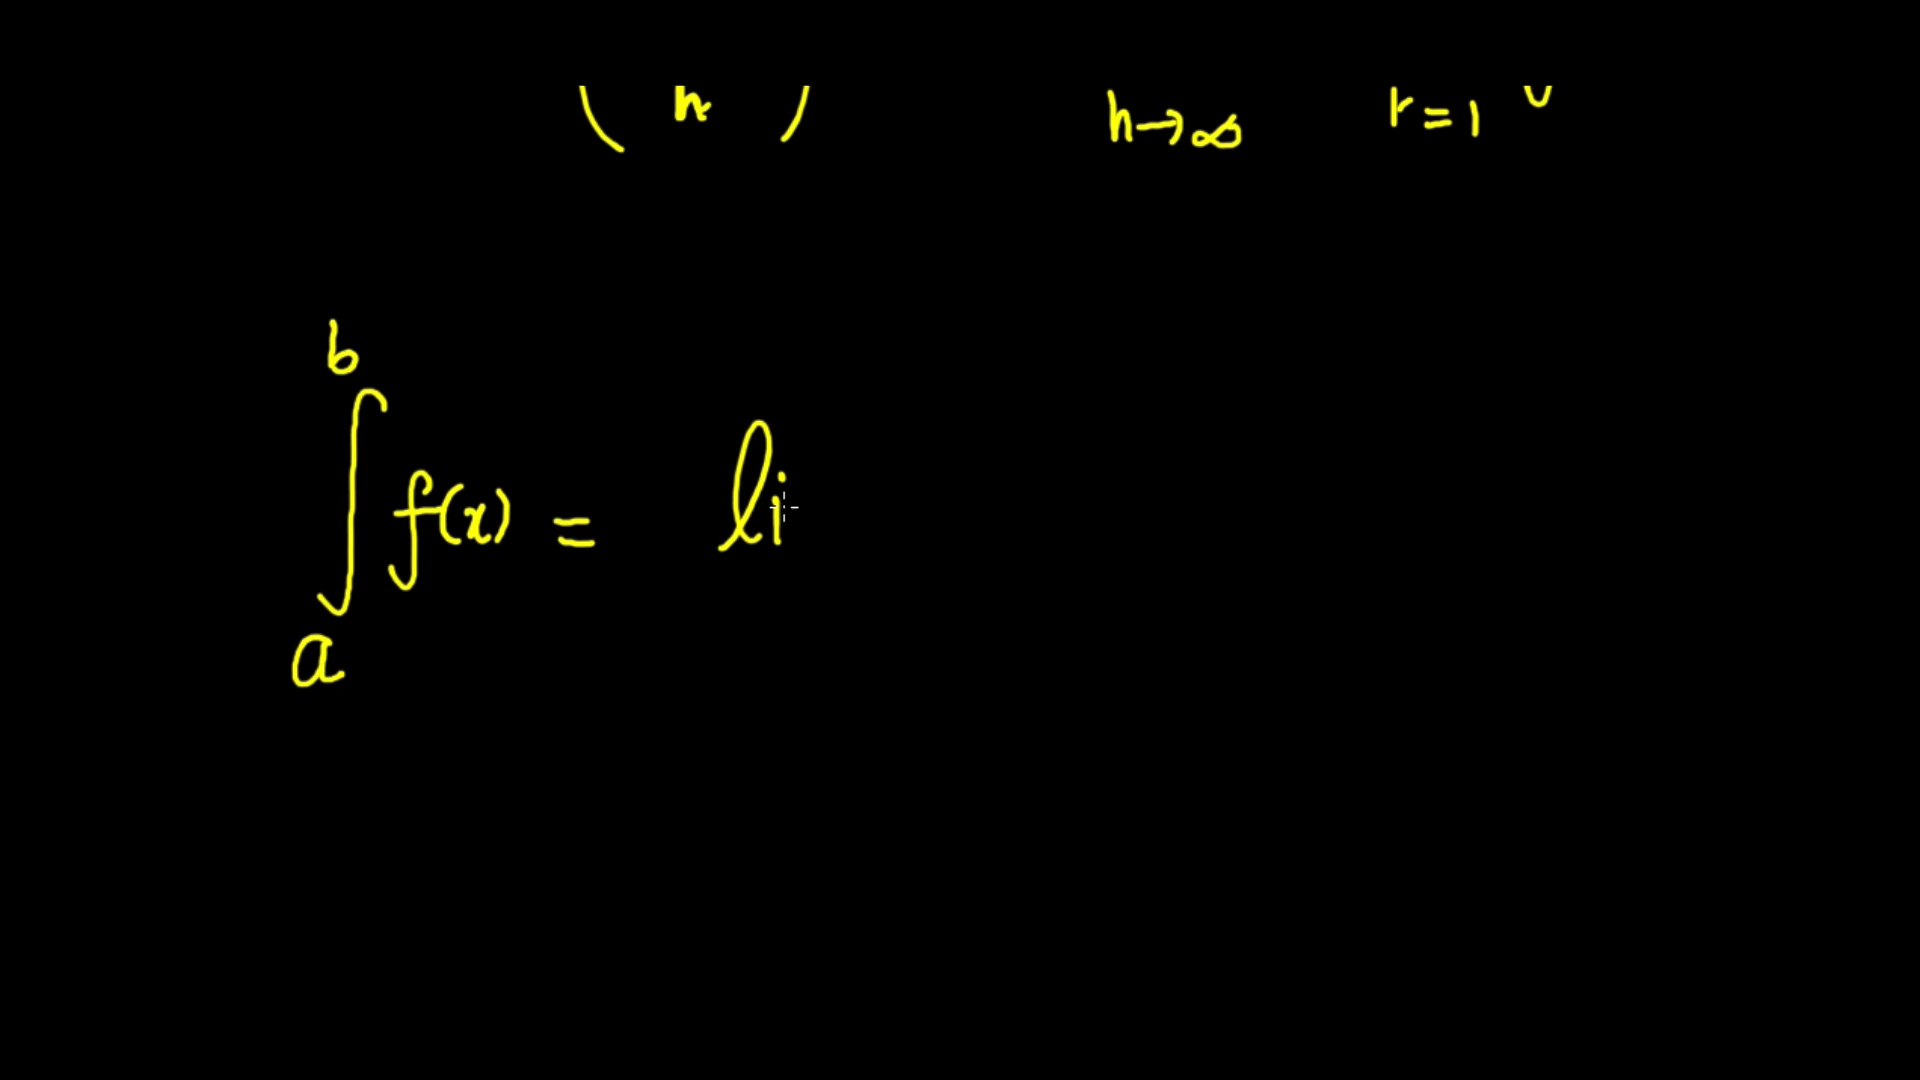 ( n ) n→∞ r=1
b
∫ f(x) = li
a